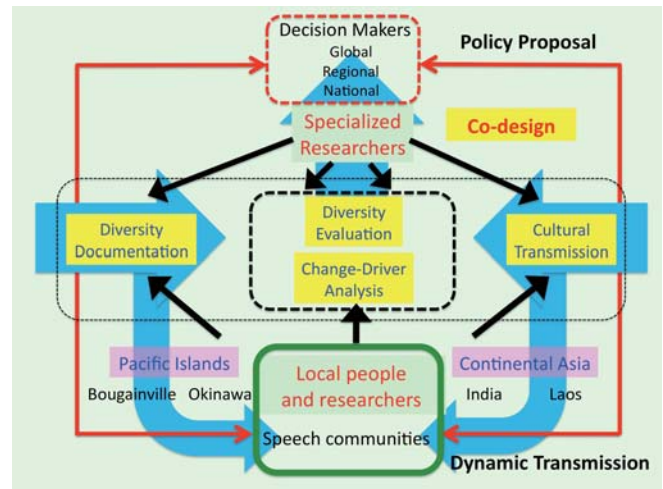 Decision Makers
Global
Regional
National
Policy Proposal
Specialized
Researchers
Co-design
Diversity
Documentation
Diversity
Evaluation
Change-Driver
Analysis
Cultural
Transmission
Pacific Islands
Bougainville Okinawa
Local people
and researchers
Speech communities
Continental Asia
India Laos
Dynamic Transmission